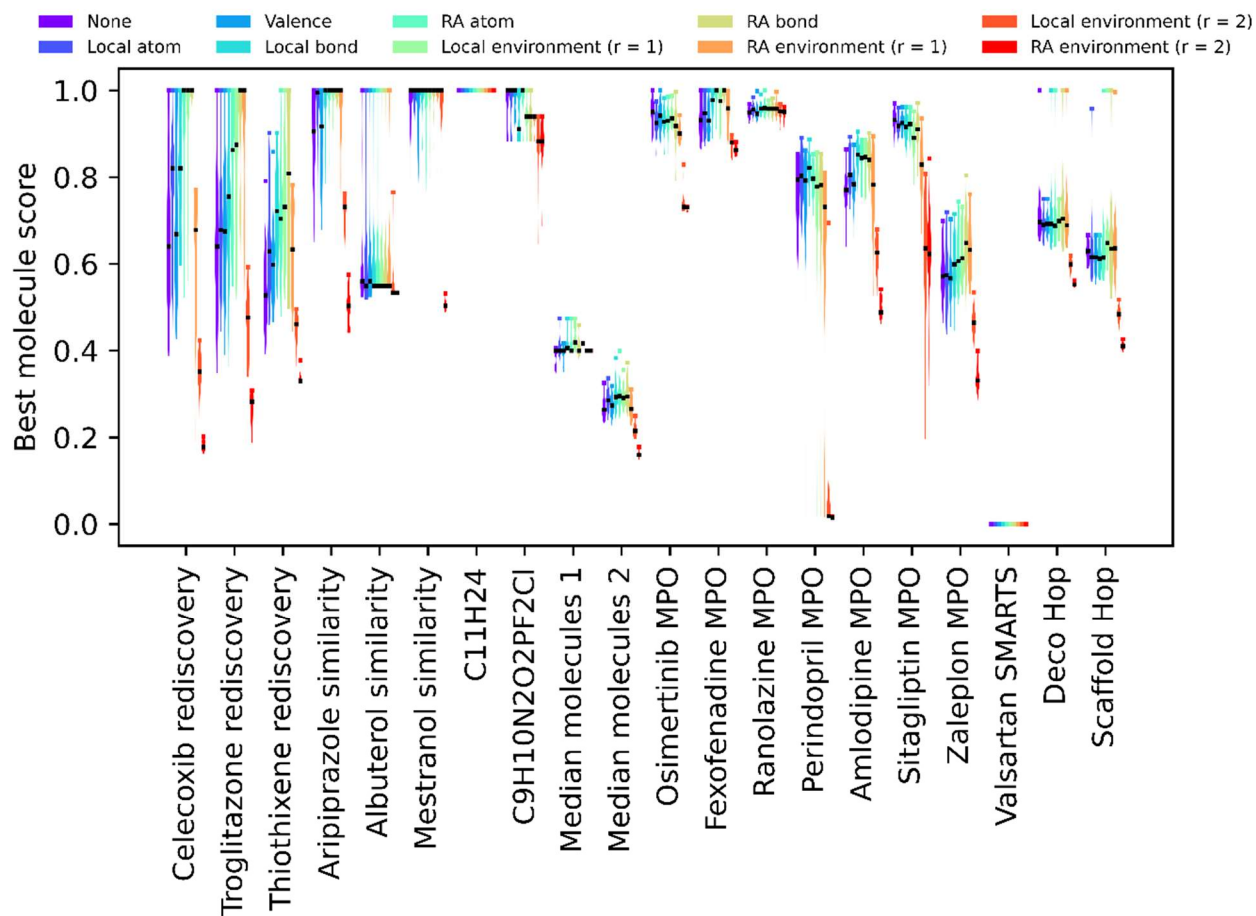 None Valence RA atom RA bond Local environment (r = 2)
Local atom Local bond Local environment (r = 1) RA environment (r = 1) RA environment (r = 2)
Best molecule score
1.0
0.8
0.6
0.4
0.2
0.0
Celecoxib rediscovery
Troglitazone rediscovery
Thiothixene rediscovery
Aripiprazole similarity
Albuterol similarity
Mestranol similarity
C11H24
C9H10N2O2PF2Cl
Median molecules 1
Median molecules 2
Osimertinib MPO
Fexofenadine MPO
Ranolazine MPO
Perindopril MPO
Amlodipine MPO
Sitagliptin MPO
Zaleplon MPO
Valsartan SMARTS
Deco Hop
Scaffold Hop